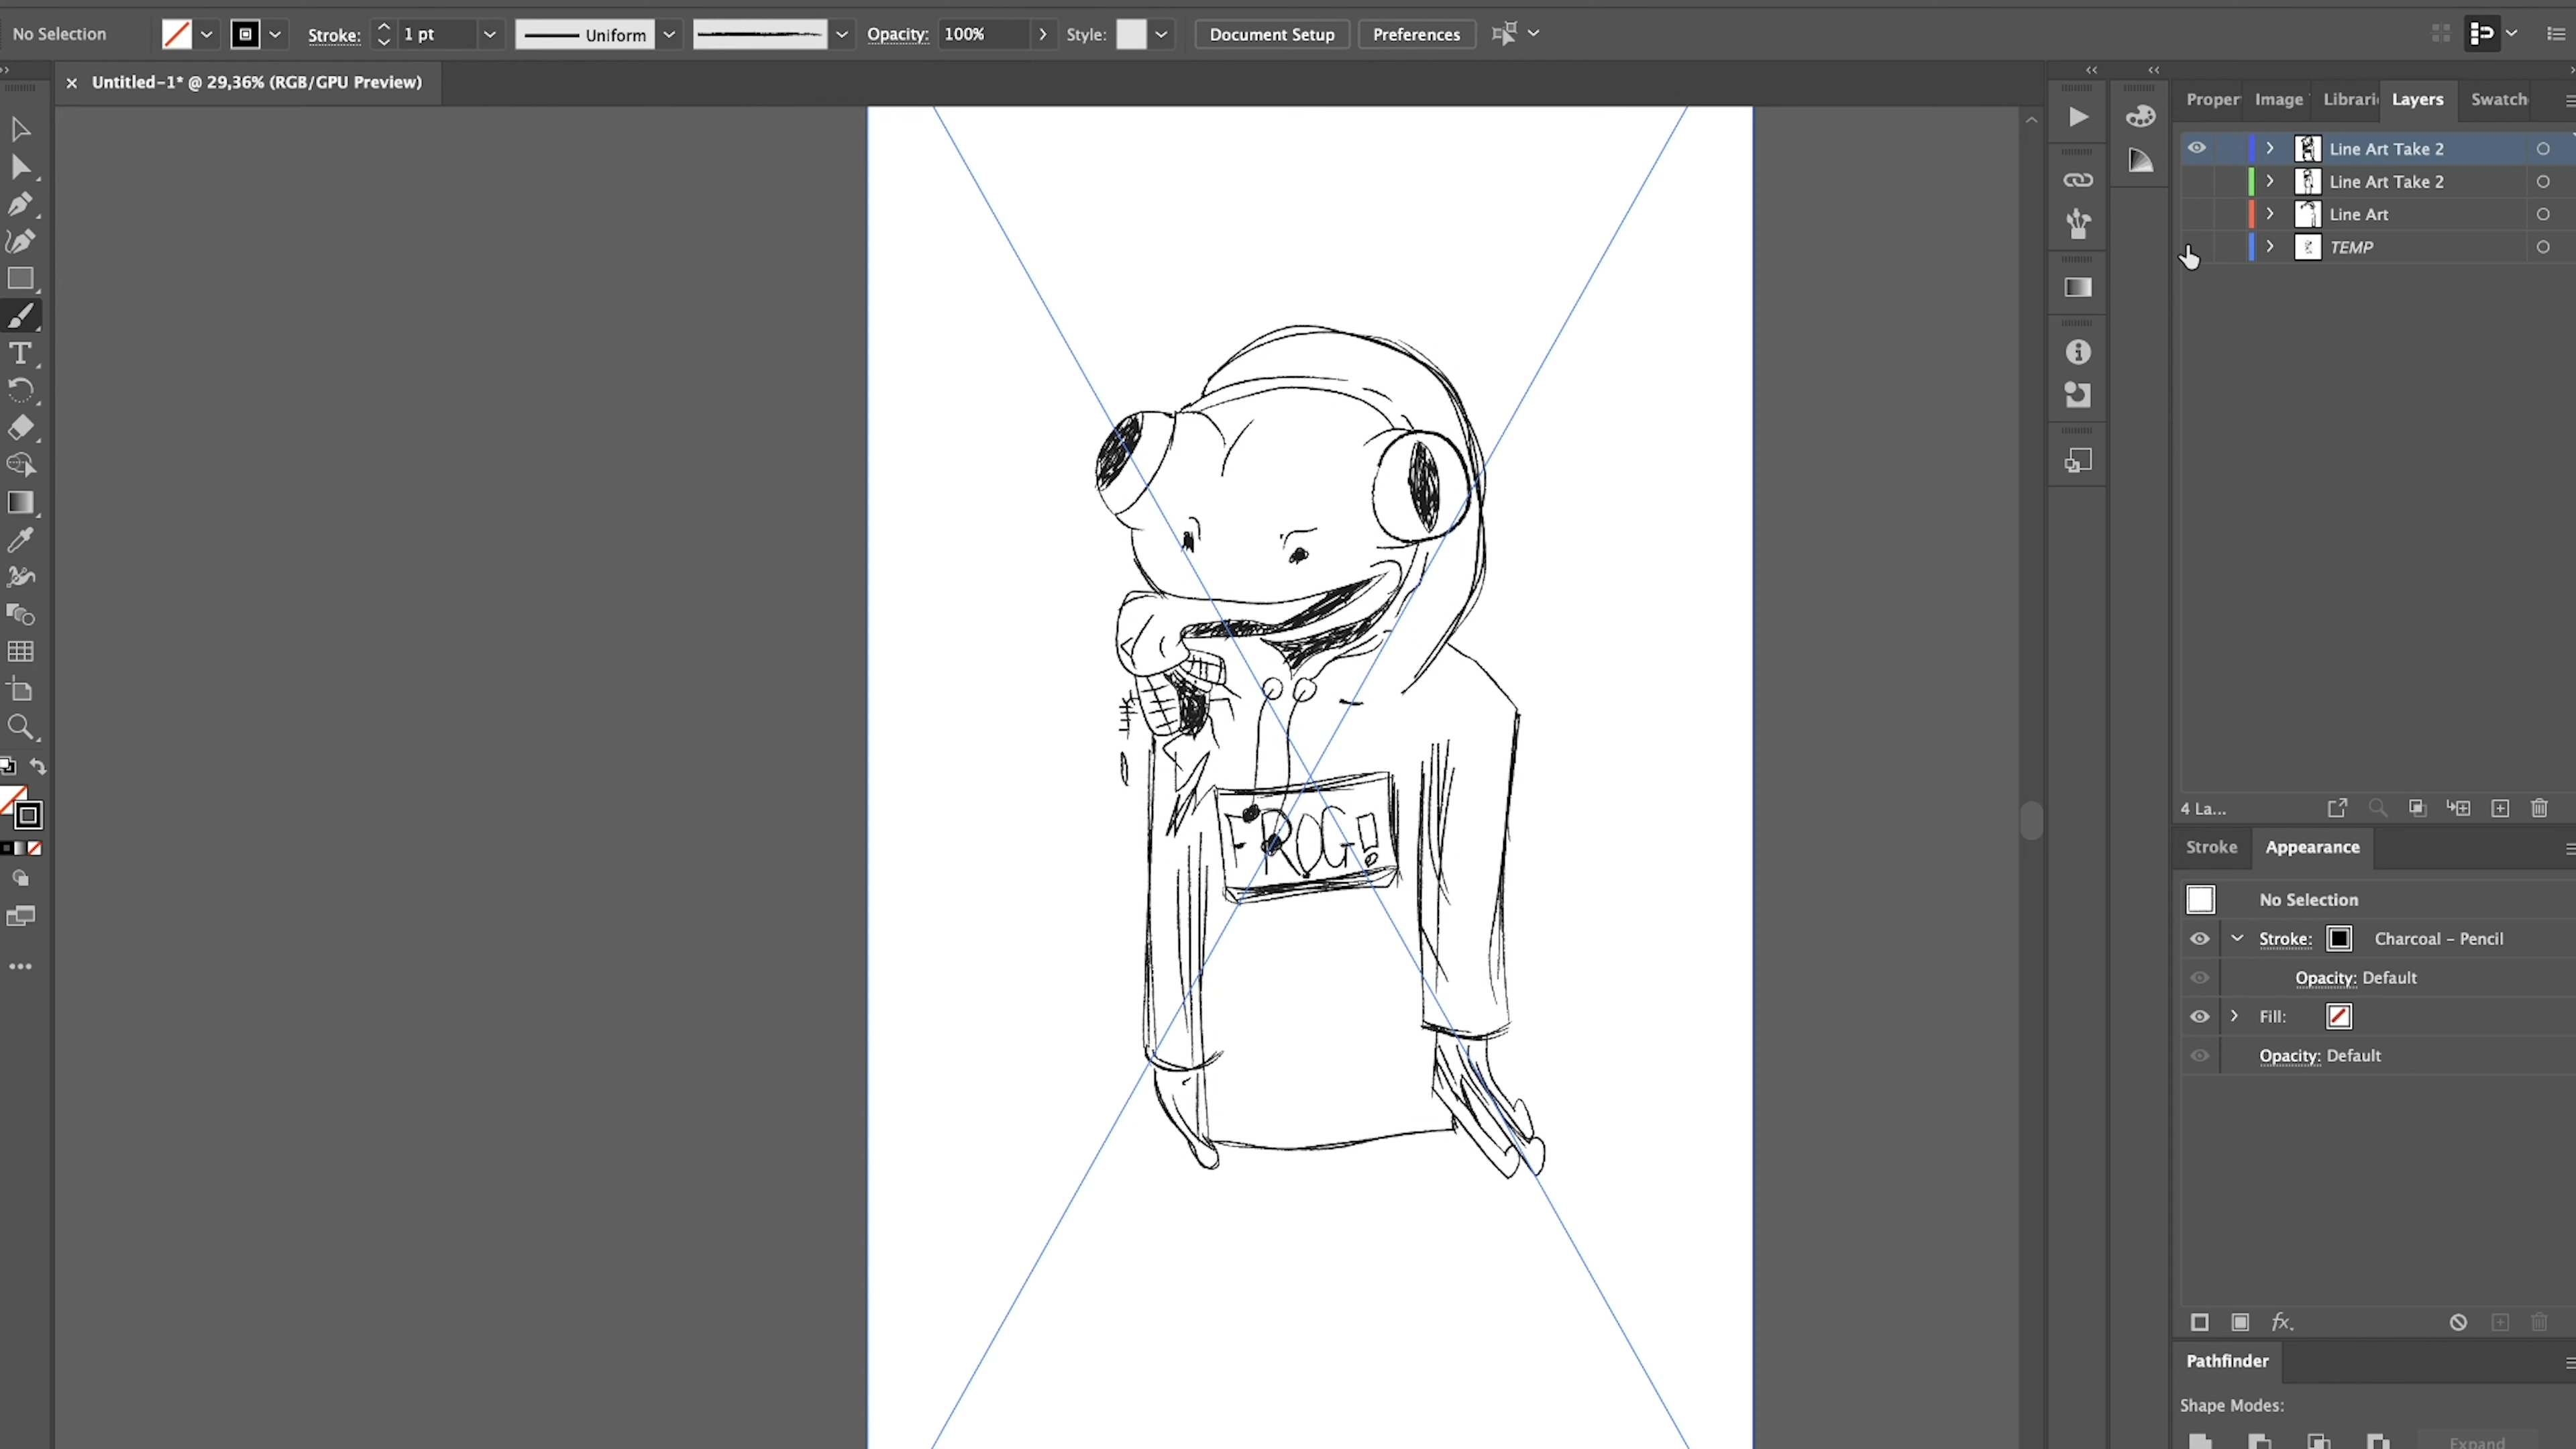 No Selection Stroke: 1 pt Uniform Opacity: 100% Style: Document Setup Preferences
Untitled-1* @ 29,36% (RGB/GPU Preview)
Proper Image Librari Layers Swatch
Line Art Take 2
Line Art Take 2
Line Art
TEMP
FROG!
4 La...
Stroke Appearance
No Selection
Stroke: Charcoal - Pencil
Opacity: Default
Fill:
Opacity: Default
fx.
Pathfinder
Shape Modes:
Expand